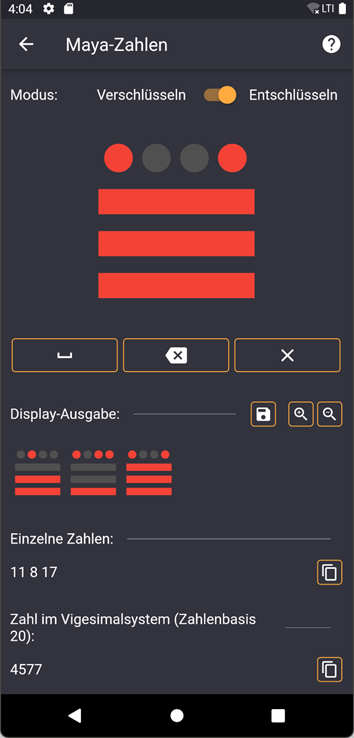 4:04 LTE
Maya-Zahlen
Modus: Verschlüsseln Entschlüsseln
Display-Ausgabe:
Einzelne Zahlen:
11 8 17
Zahl im Vigesimalsystem (Zahlenbasis
20):
4577